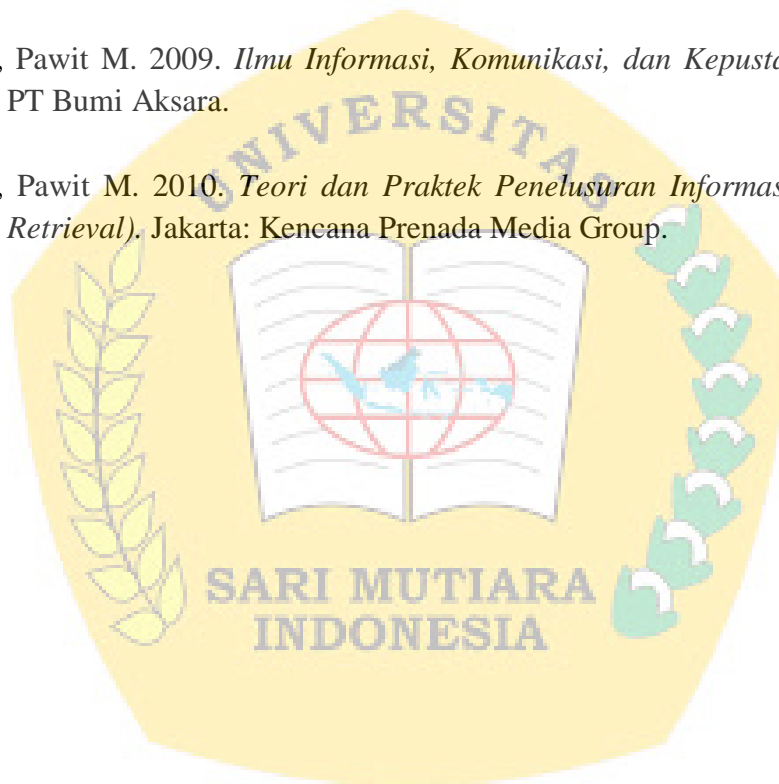 , Pawit M. 2009. Ilmu Informasi, Komunikasi, dan Kepusta
PT Bumi Aksara.
, Pawit M. 2010. Teori dan Praktek Penelusuran Informas
Retrieval). Jakarta: Kencana Prenada Media Group.
UNIVERSITAS
SARI MUTIARA
INDONESIA